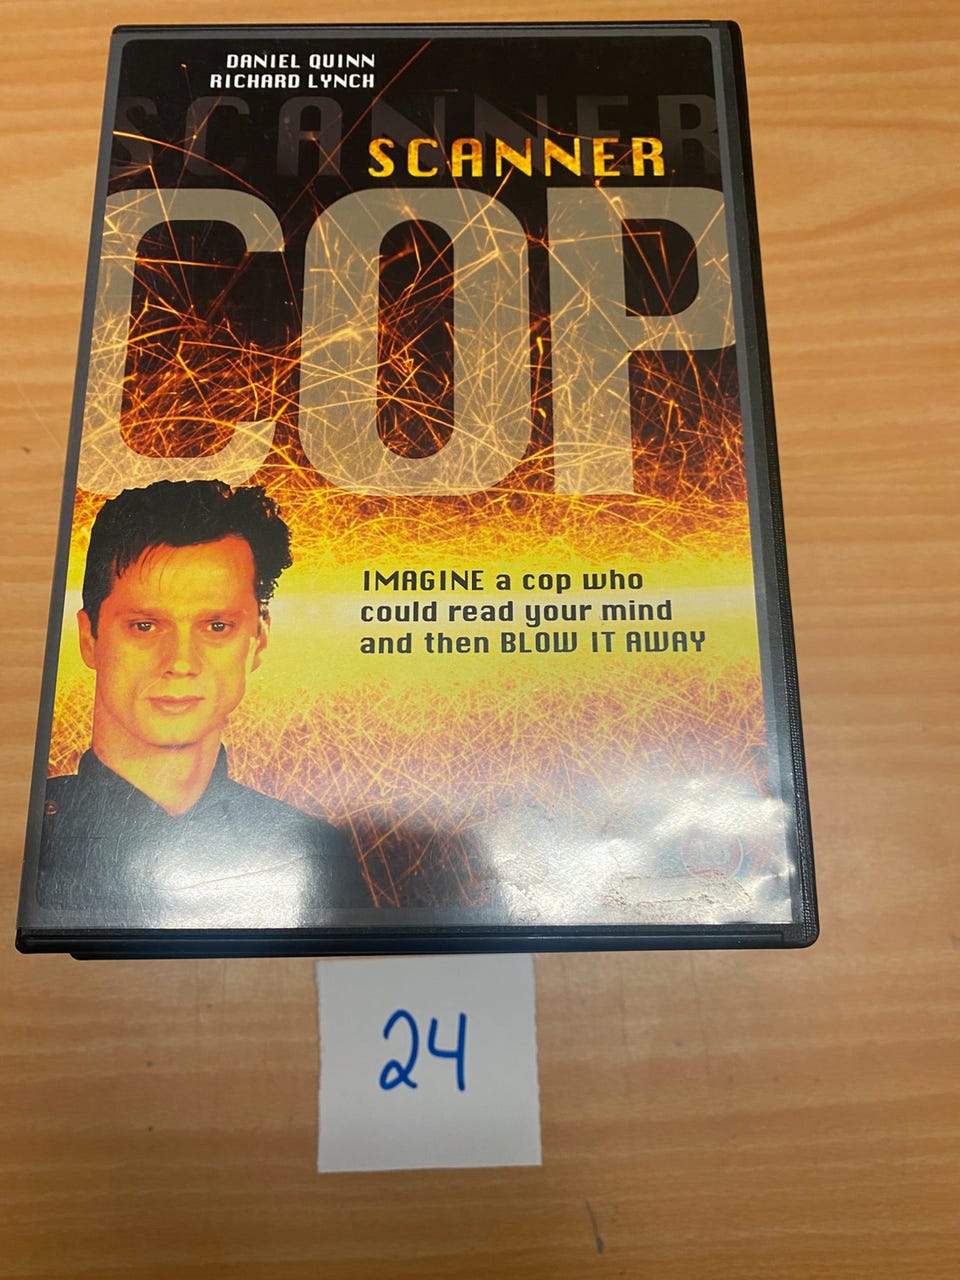 DANIEL QUINN
RICHARD LYNCH
SCANNER
SCANNER
COP
IMAGINE a cop who
could read your mind
and then BLOW IT AWAY
24